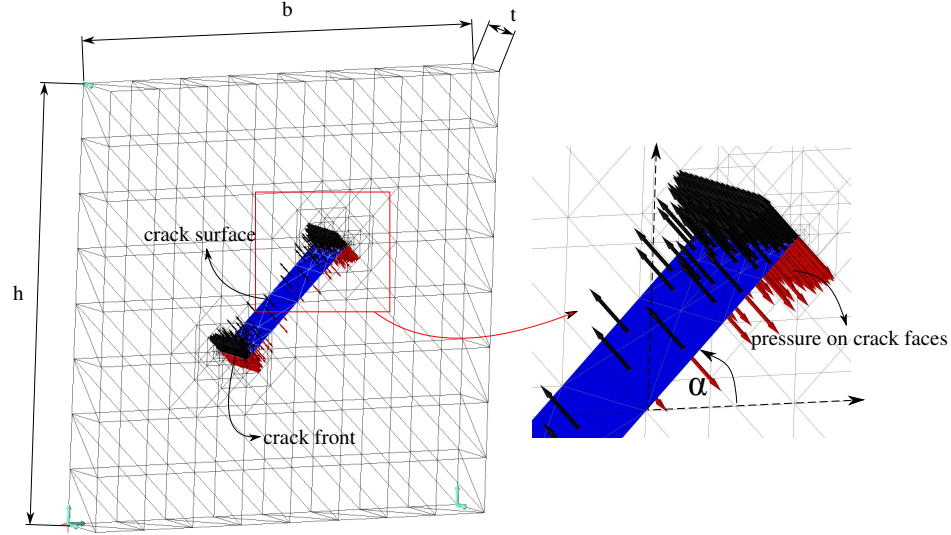 b
t
crack surface
h
pressure on crack faces
α
crack front